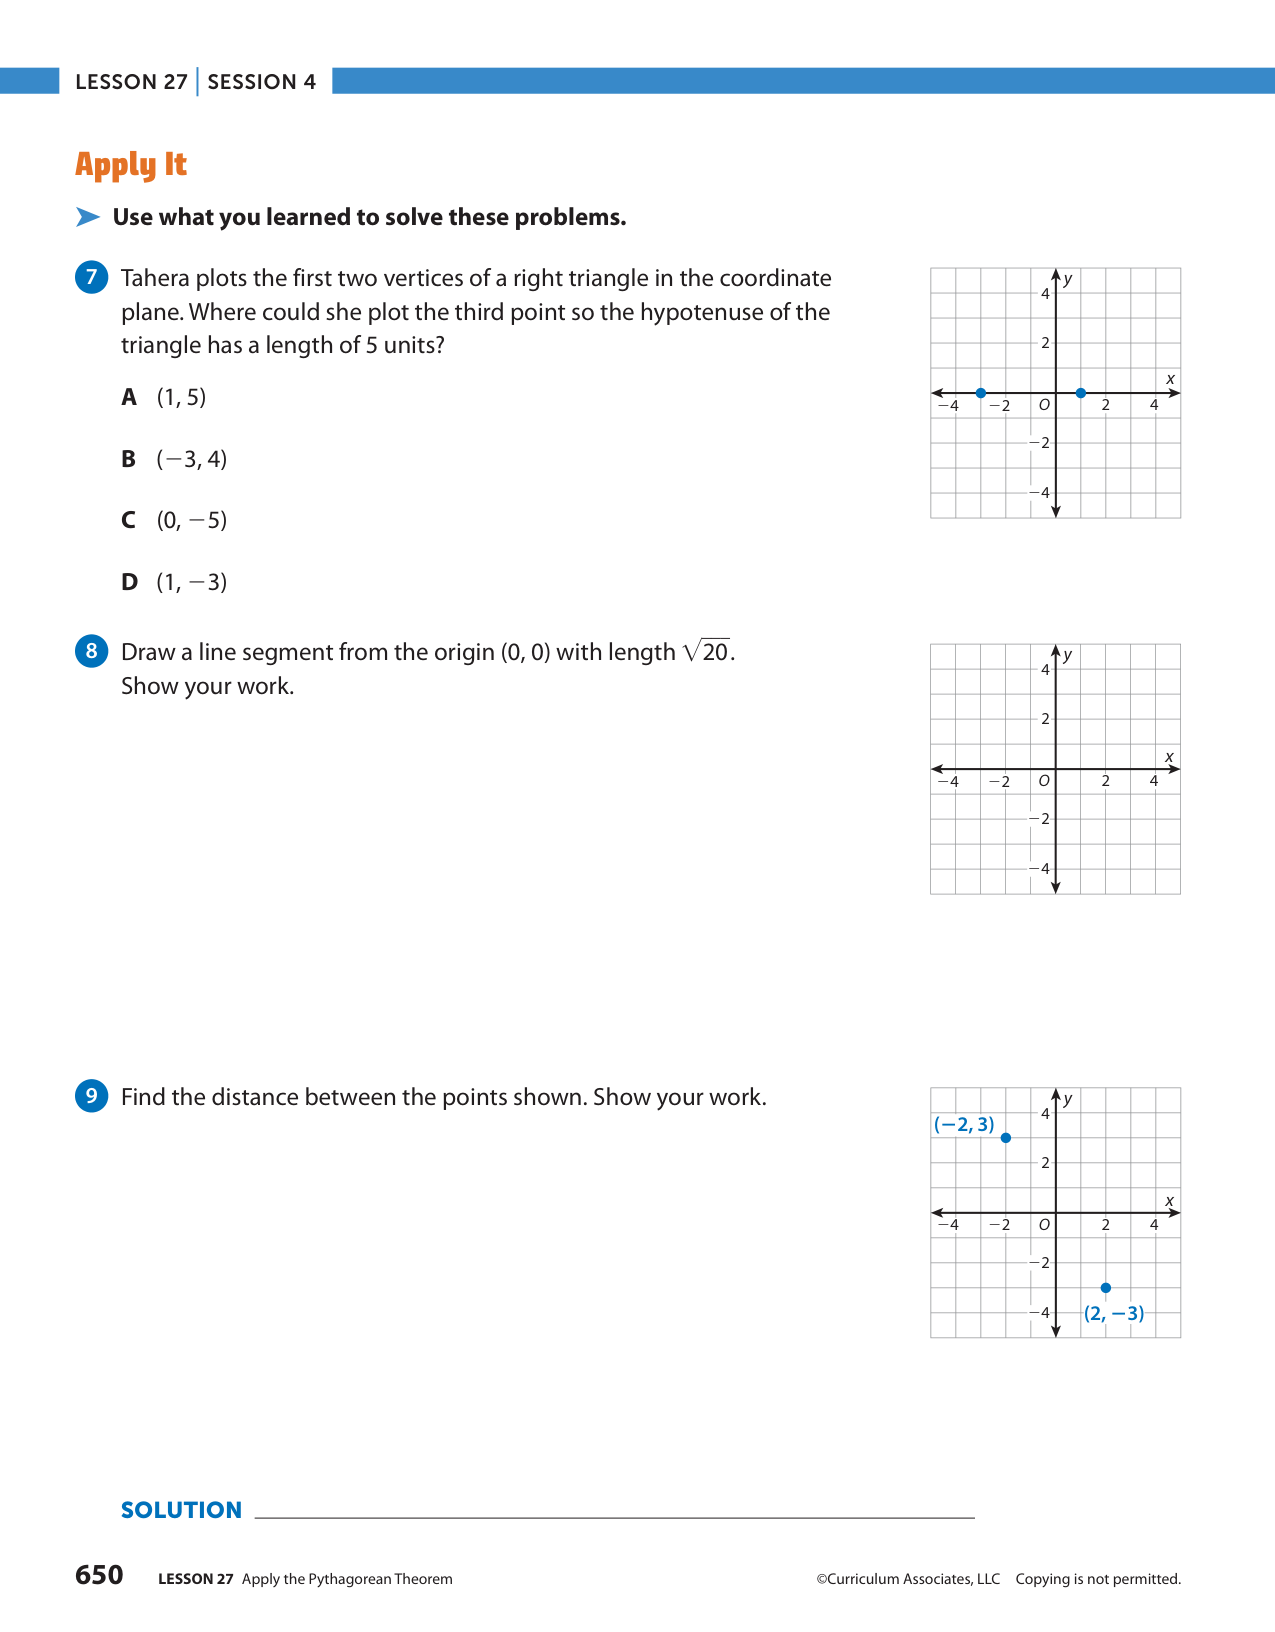 LESSON 27 | SESSION 4
Apply It
Use what you learned to solve these problems.
7 Tahera plots the first two vertices of a right triangle in the coordinate
plane. Where could she plot the third point so the hypotenuse of the
triangle has a length of 5 units?
A (1, 5)
B (−3, 4)
C (0, −5)
D (1, −3)
y
4
2
x
−4 −2 O 2 4
−2
−4
8 Draw a line segment from the origin (0, 0) with length √20.
Show your work.
y
4
2
x
−4 −2 O 2 4
−2
−4
9 Find the distance between the points shown. Show your work.
y
4
(−2, 3)
2
x
−4 −2 O 2 4
−2
−4 (2, −3)
SOLUTION
650 LESSON 27 Apply the Pythagorean Theorem ©Curriculum Associates, LLC Copying is not permitted.